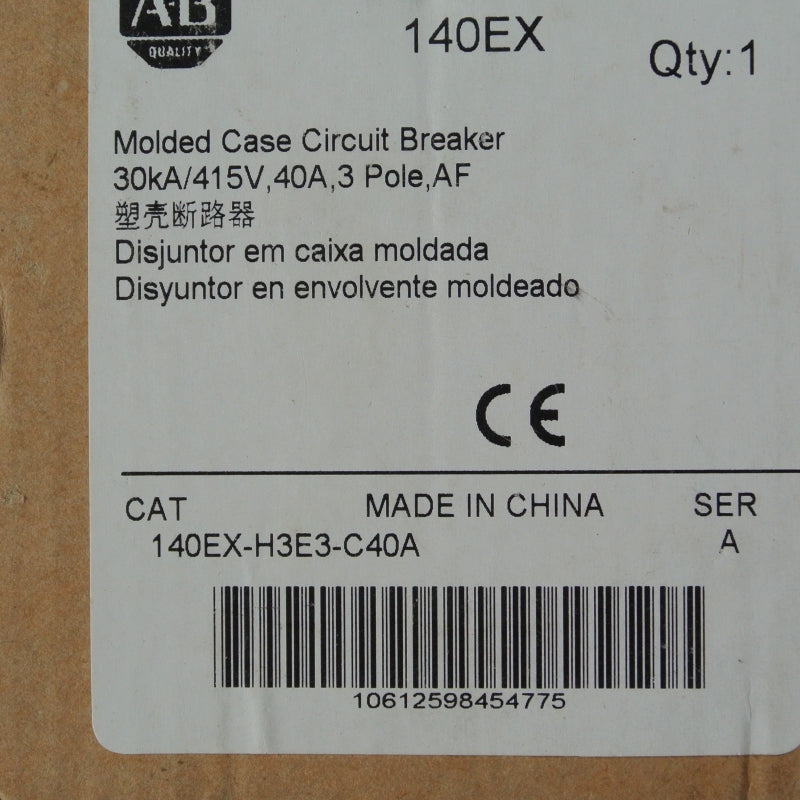 A-B
QUALITY
140EX
Qty:1
Molded Case Circuit Breaker
30kA/415V,40A,3 Pole,AF
塑壳断路器
Disjuntor em caixa moldada
Disyuntor en envolvente moldeado
CE
CAT MADE IN CHINA SER
140EX-H3E3-C40A A
10612598454775